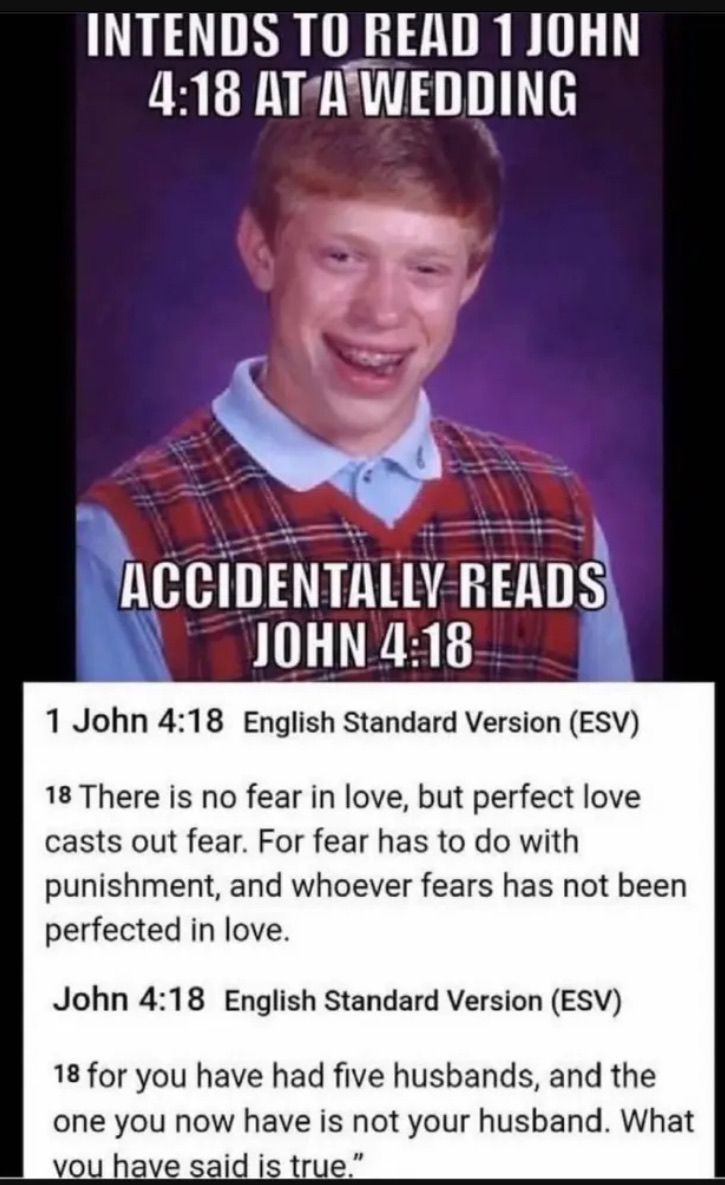 INTENDS TO READ 1 JOHN
4:18 AT A WEDDING
ACCIDENTALLY READS
JOHN 4:18
1 John 4:18 English Standard Version (ESV)
18 There is no fear in love, but perfect love
casts out fear. For fear has to do with
punishment, and whoever fears has not been
perfected in love.
John 4:18 English Standard Version (ESV)
18 for you have had five husbands, and the
one you now have is not your husband. What
you have said is true.”